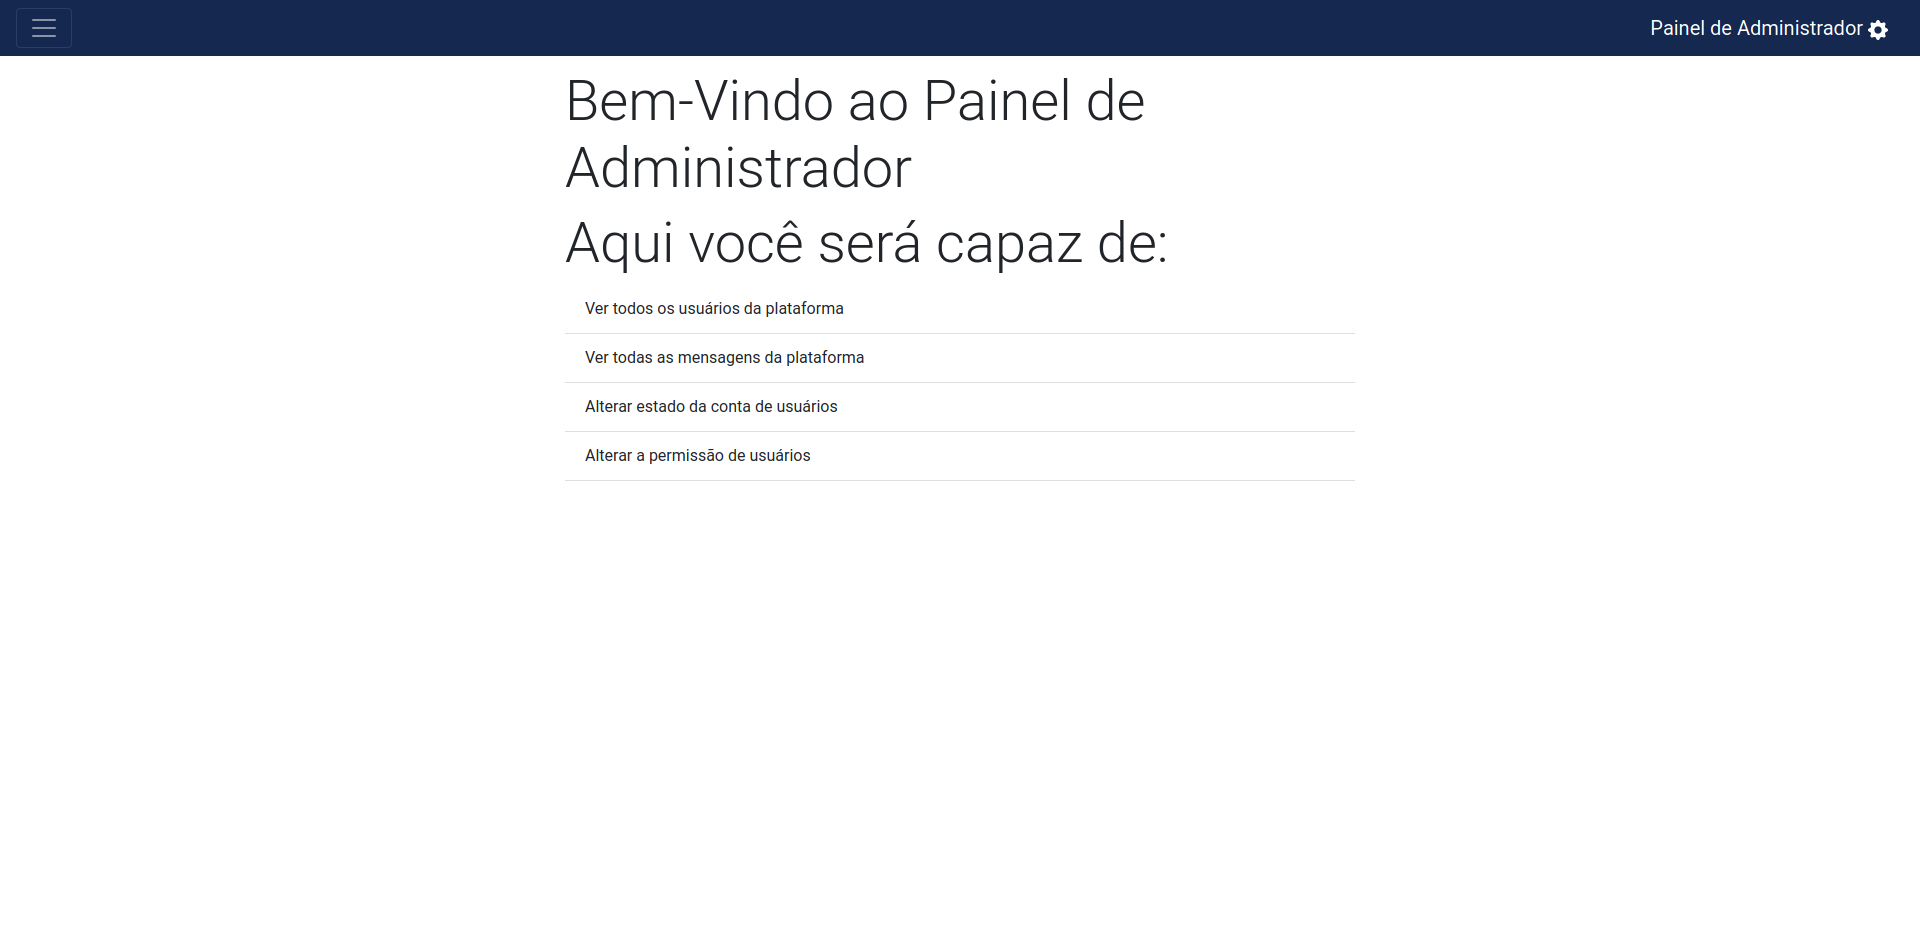 Painel de Administrador
Bem-Vindo ao Painel de
Administrador
Aqui você será capaz de:
Ver todos os usuários da plataforma
Ver todas as mensagens da plataforma
Alterar estado da conta de usuários
Alterar a permissão de usuários